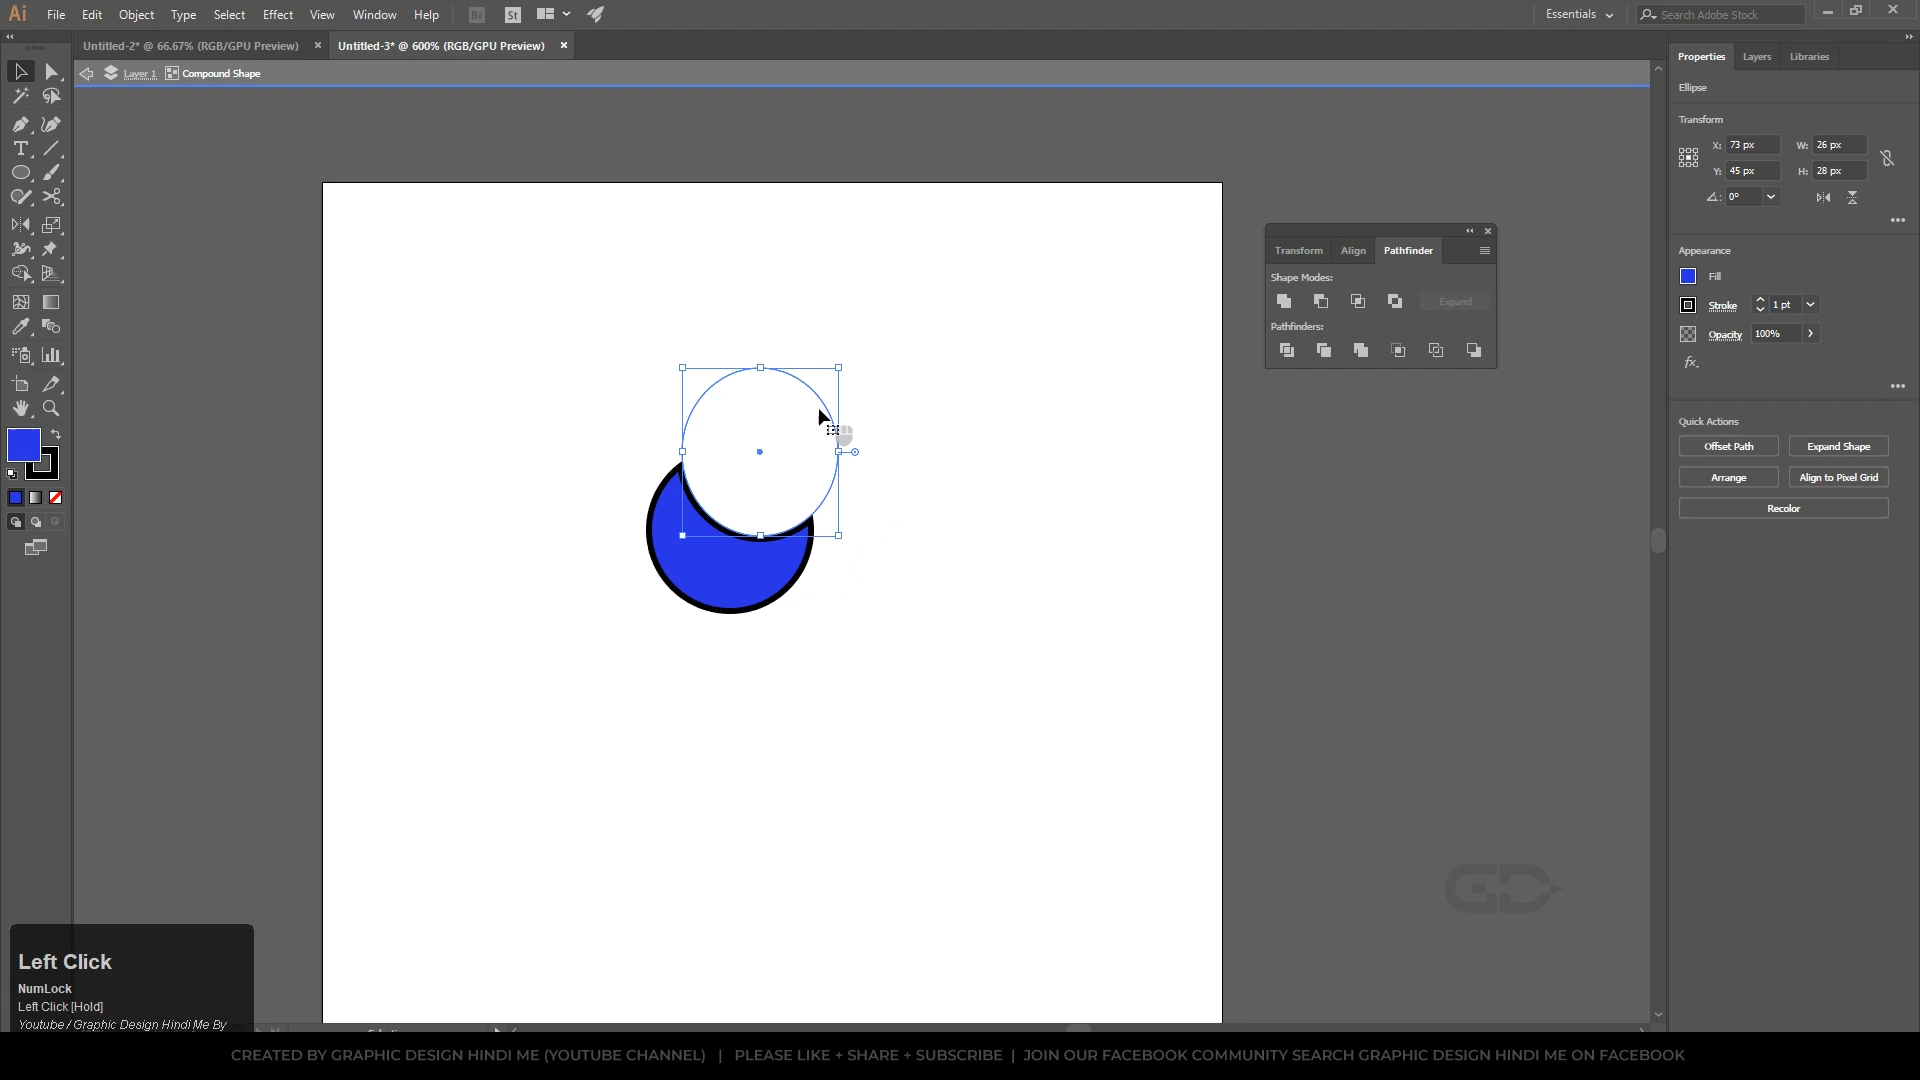 Ai File Edit Object Type Select Effect View Window Help Br St Essentials Search Adobe Stock
Untitled-2* @ 66.67% (RGB/GPU Preview) Untitled-3* @ 600% (RGB/GPU Preview)
Layer 1 Compound Shape
Properties Layers Libraries
Ellipse
Transform
X: 73 px W: 26 px
Y: 45 px H: 28 px
0°
Appearance
Fill
Stroke 1 pt
Opacity 100%
fx.
Quick Actions
Offset Path Expand Shape
Arrange Align to Pixel Grid
Recolor
Transform Align Pathfinder
Shape Modes:
Expand
Pathfinders:
GD
Left Click
NumLock
Left Click [Hold]
Youtube / Graphic Design Hindi Me By
CREATED BY GRAPHIC DESIGN HINDI ME (YOUTUBE CHANNEL) | PLEASE LIKE + SHARE + SUBSCRIBE | JOIN OUR FACEBOOK COMMUNITY SEARCH GRAPHIC DESIGN HINDI ME ON FACEBOOK